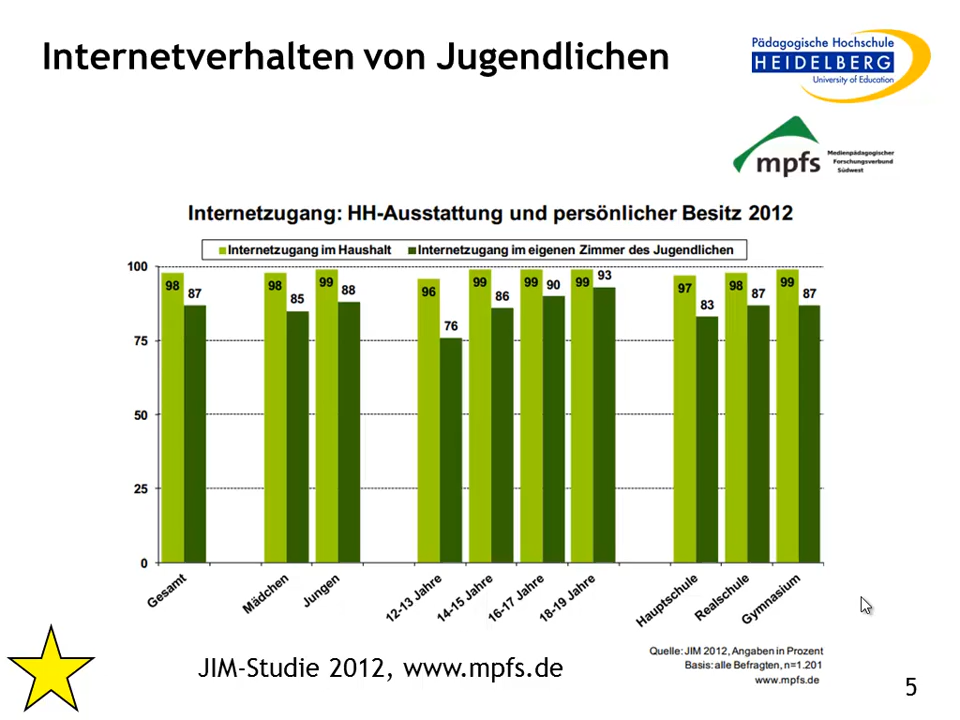 Internetverhalten von Jugendlichen
Pädagogische Hochschule
HEIDELBERG
University of Education
mpfs
Medienpädagogischer
Forschungsverbund
Südwest
Internetzugang: HH-Ausstattung und persönlicher Besitz 2012
Internetzugang im Haushalt Internetzugang im eigenen Zimmer des Jugendlichen
100
75
50
25
0
98 87 98 85 99 88 96 76 99 86 99 90 99 93 97 83 98 87 99 87
Gesamt Mädchen Jungen 12-13 Jahre 14-15 Jahre 16-17 Jahre 18-19 Jahre Hauptschule Realschule Gymnasium
Quelle: JIM 2012, Angaben in Prozent
Basis: alle Befragten, n=1.201
www.mpfs.de
JIM-Studie 2012, www.mpfs.de
5